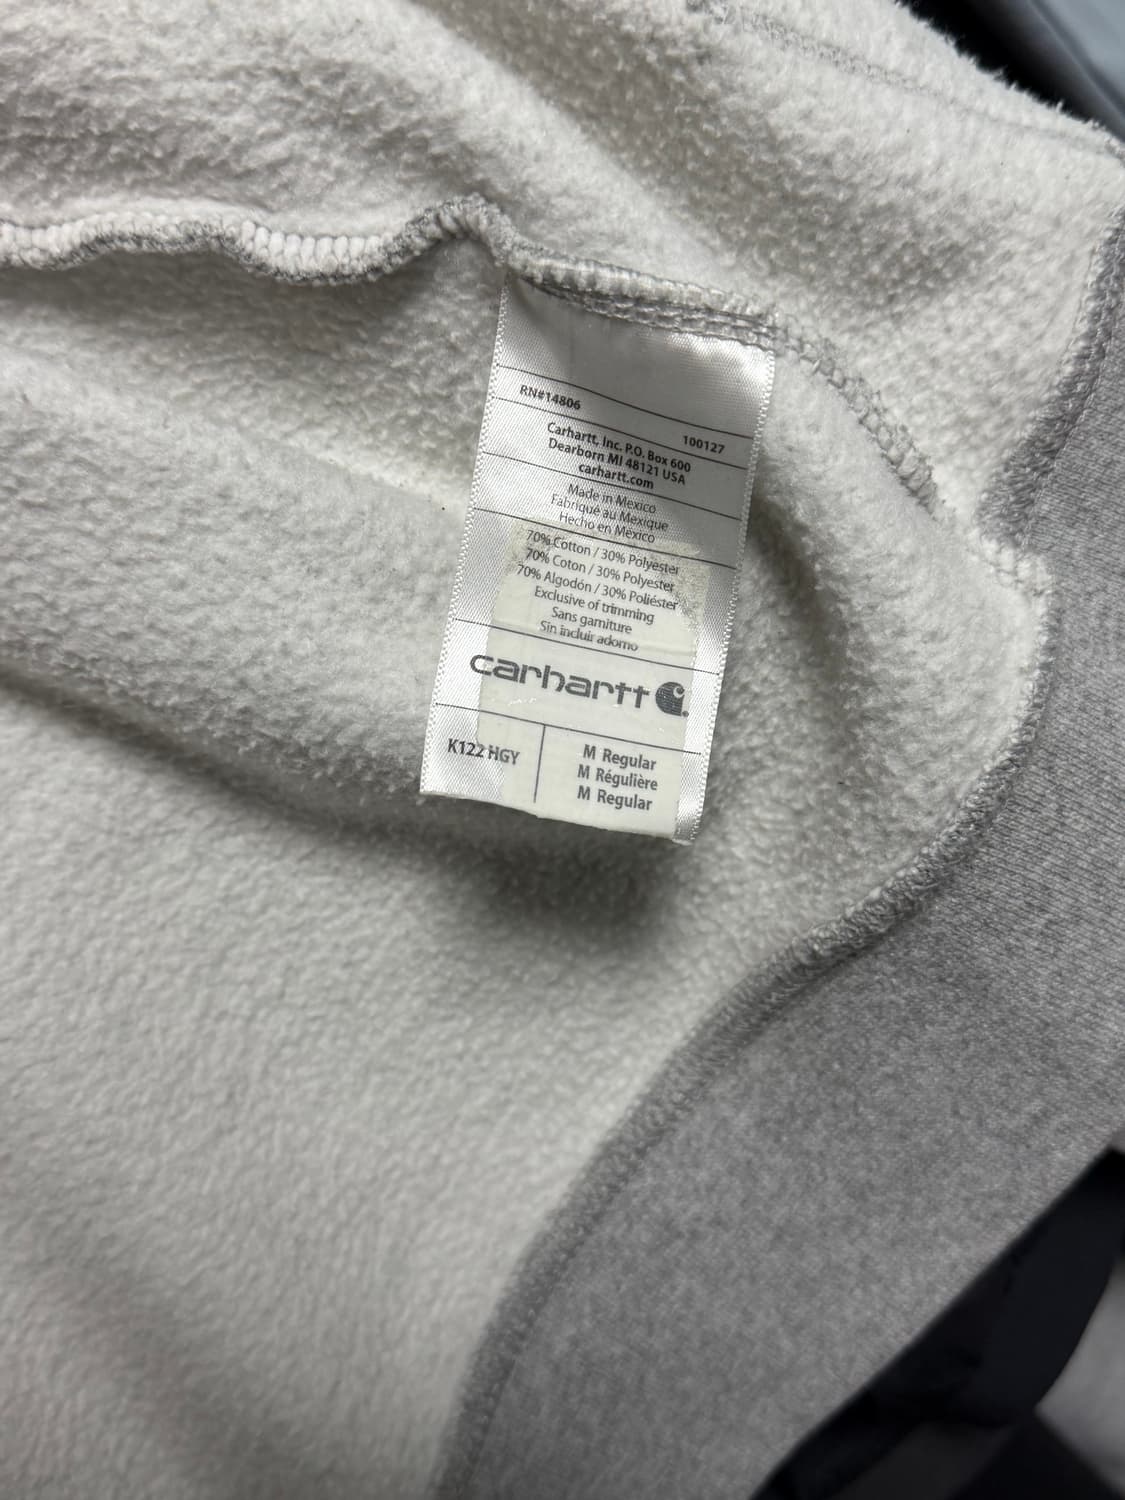 RN#14806
100127
Carhartt, Inc. P.O. Box 600
Dearborn MI 48121 USA
carhartt.com
Made in Mexico
Fabriqué au Mexique
Hecho en México
70% Cotton / 30% Polyester
70% Coton / 30% Polyester
70% Algodón / 30% Poliéster
Exclusive of trimming
Sans garniture
Sin incluir adorno
carhartt
K122 HGY
M Regular
M Régulière
M Regular